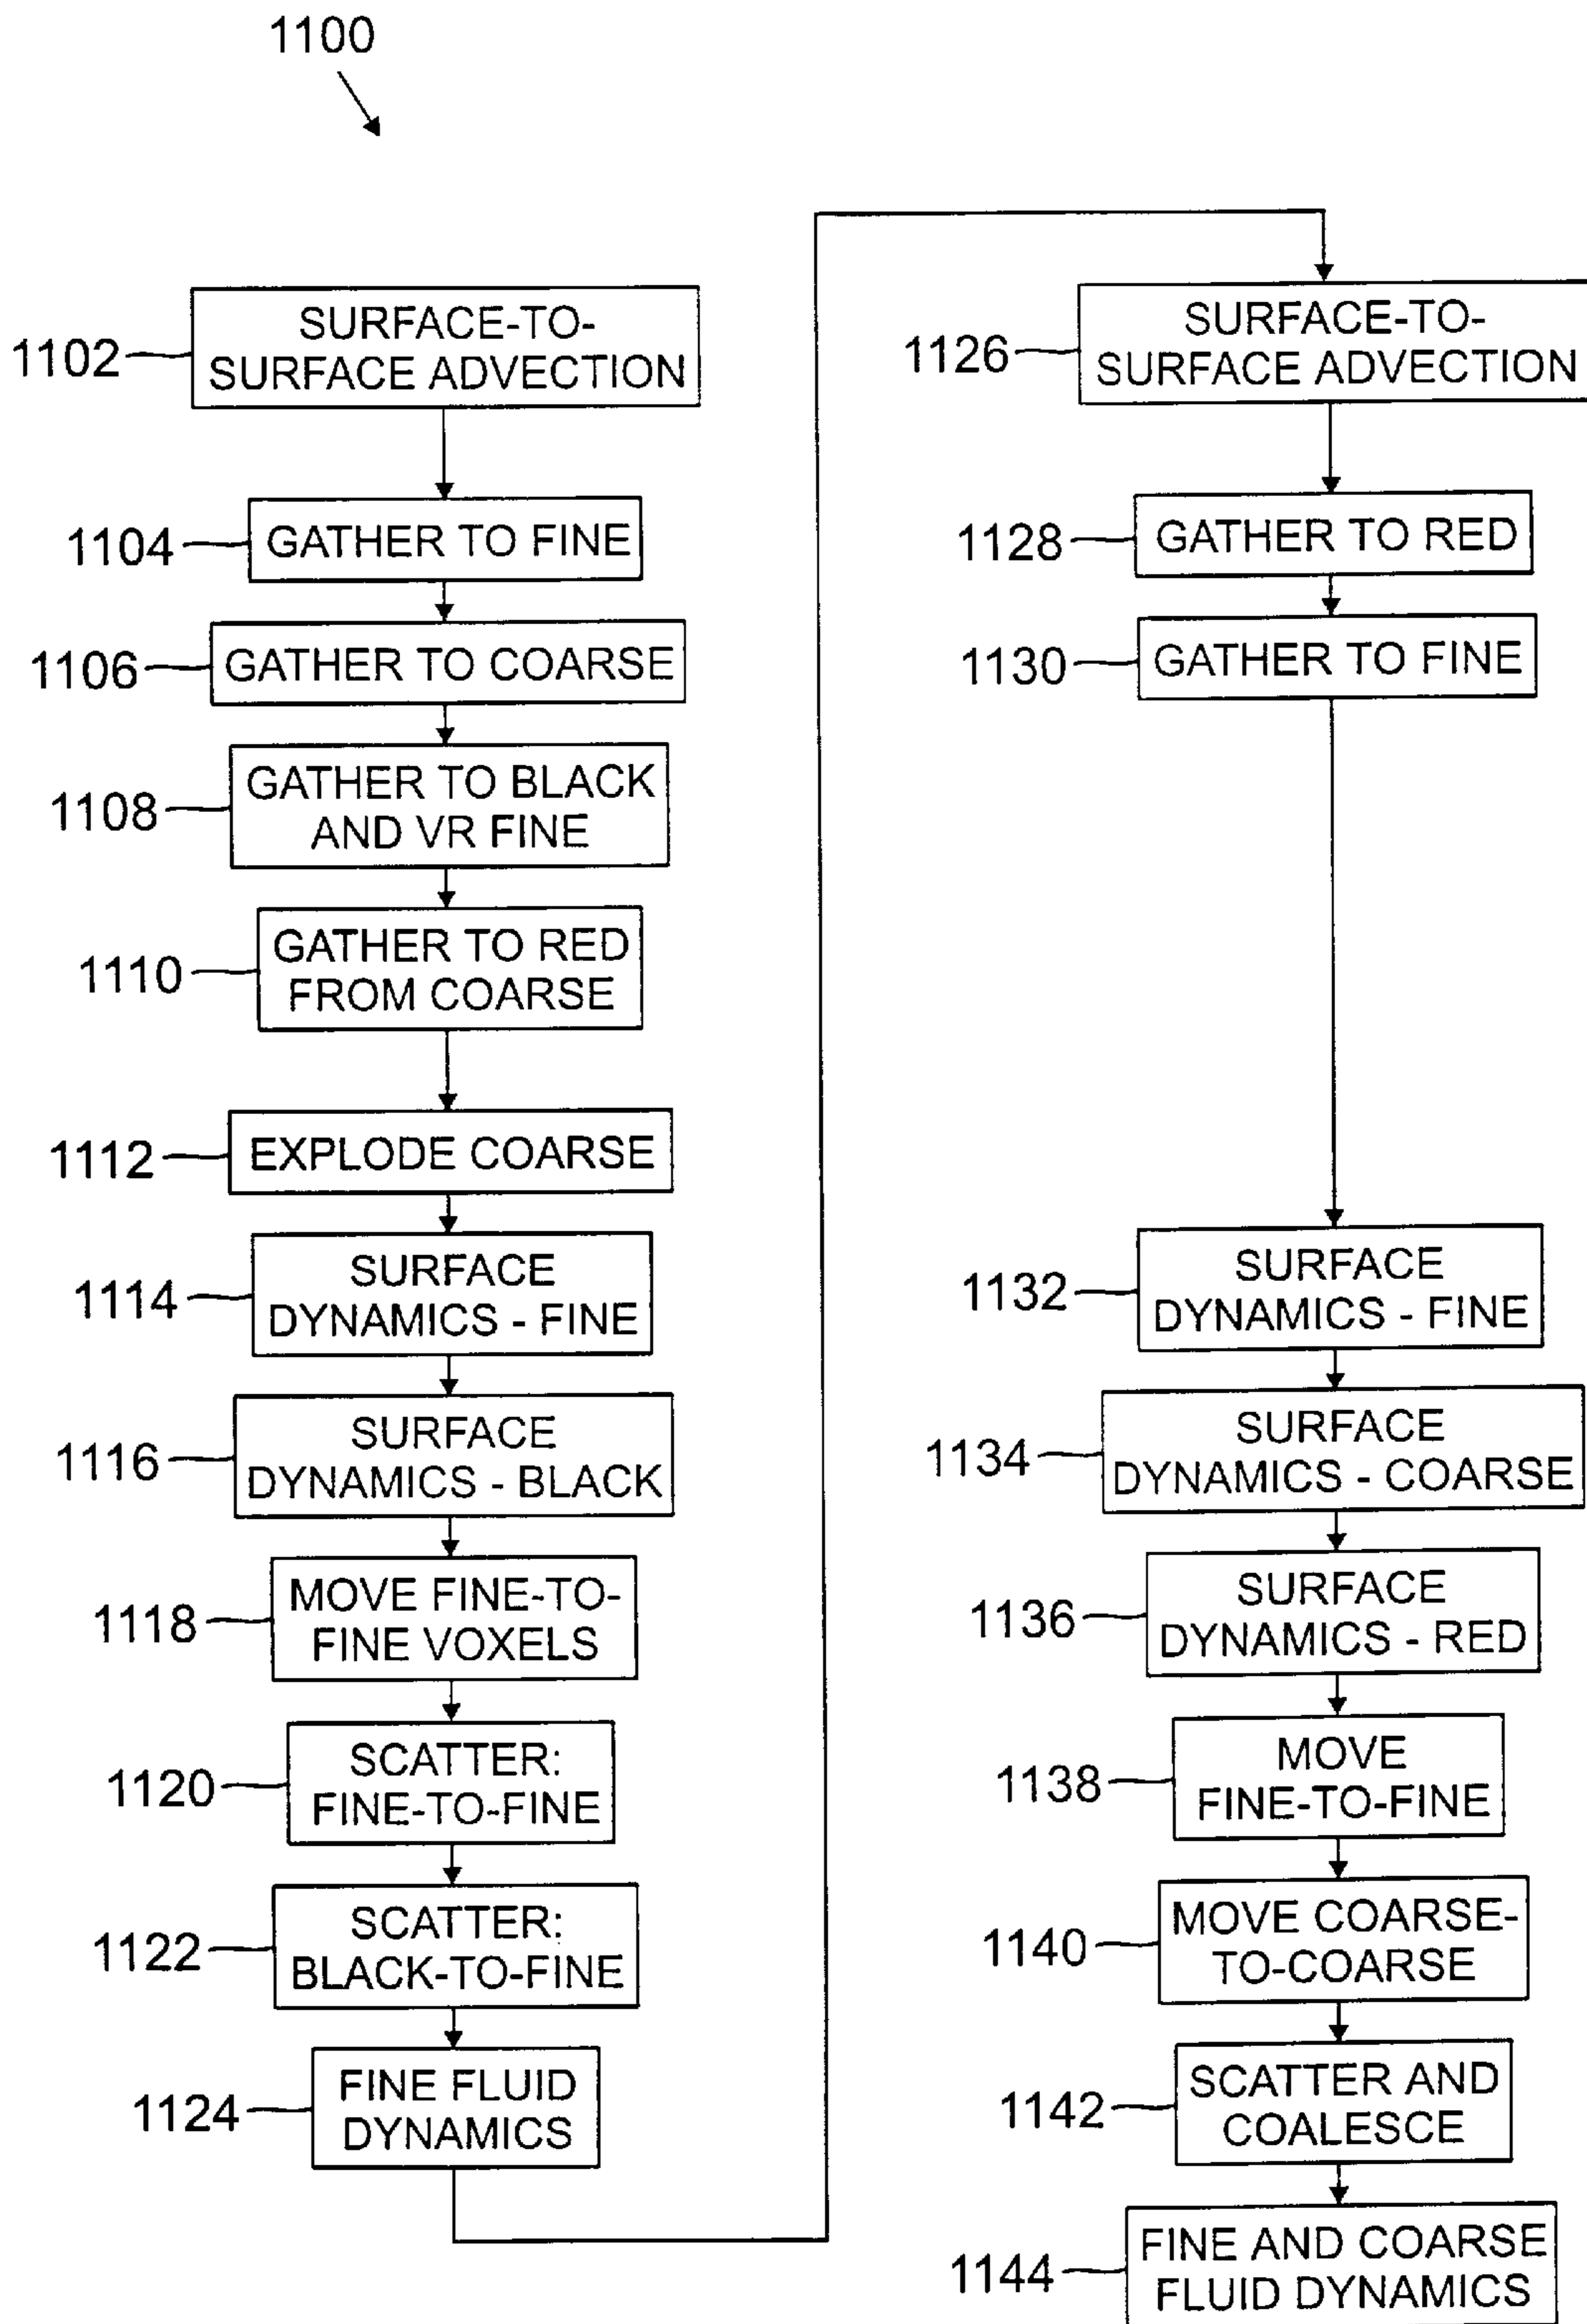 1100
1102
SURFACE-TO-
SURFACE ADVECTION
1104
GATHER TO FINE
1106
GATHER TO COARSE
1108
GATHER TO BLACK
AND VR FINE
1110
GATHER TO RED
FROM COARSE
1112
EXPLODE COARSE
1114
SURFACE
DYNAMICS - FINE
1116
SURFACE
DYNAMICS - BLACK
1118
MOVE FINE-TO-
FINE VOXELS
1120
SCATTER:
FINE-TO-FINE
1122
SCATTER:
BLACK-TO-FINE
1124
FINE FLUID
DYNAMICS
1126
SURFACE-TO-
SURFACE ADVECTION
1128
GATHER TO RED
1130
GATHER TO FINE
1132
SURFACE
DYNAMICS - FINE
1134
SURFACE
DYNAMICS - COARSE
1136
SURFACE
DYNAMICS - RED
1138
MOVE
FINE-TO-FINE
1140
MOVE COARSE-
TO-COARSE
1142
SCATTER AND
COALESCE
1144
FINE AND COARSE
FLUID DYNAMICS